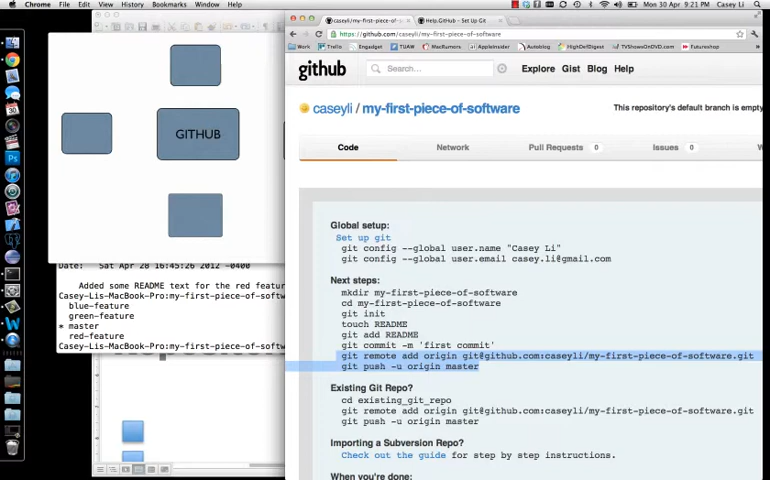 Chrome File Edit View History Bookmarks Window Help
Mon 30 Apr 9:21 PM Casey Li
caseyli/my-first-piece-of-s
Help.GitHub - Set Up Git
https://github.com/caseyli/my-first-piece-of-software
Work Trello Engadget TUAW MacRumors AppleInsider Autoblog HighDefDigest TVShowsOnDVD.com Futureshop
github
Search...
Explore Gist Blog Help
caseyli / my-first-piece-of-software
This repository's default branch is empty
Code Network Pull Requests 0 Issues 0 W
GITHUB
Global setup:
Set up git
git config --global user.name "Casey Li"
git config --global user.email casey.li@gmail.com
Next steps:
mkdir my-first-piece-of-software
cd my-first-piece-of-software
git init
touch README
git add README
git commit -m 'first commit'
git remote add origin git@github.com:caseyli/my-first-piece-of-software.git
git push -u origin master
Existing Git Repo?
cd existing_git_repo
git remote add origin git@github.com:caseyli/my-first-piece-of-software.git
git push -u origin master
Importing a Subversion Repo?
Check out the guide for step by step instructions.
When you're done:
Date: Sat Apr 28 16:45:26 2012 -0400
Added some README text for the red feature
Casey-Lis-MacBook-Pro:my-first-piece-of-softw
blue-feature
green-feature
* master
red-feature
Casey-Lis-MacBook-Pro:my-first-piece-of-softw